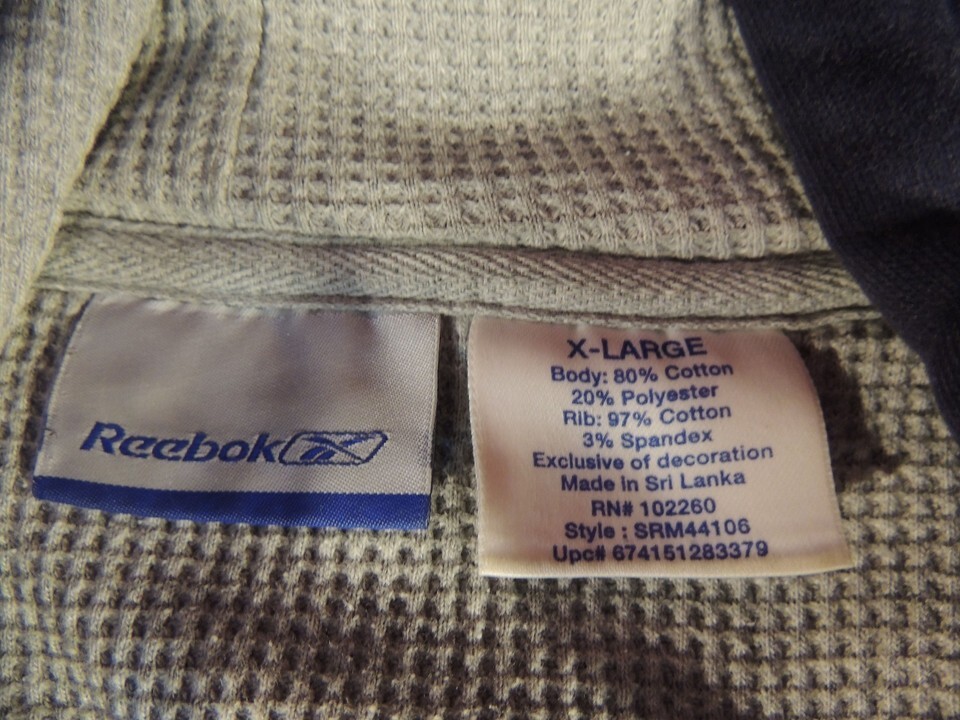 Reebok
X-LARGE
Body: 80% Cotton
20% Polyester
Rib: 97% Cotton
3% Spandex
Exclusive of decoration
Made in Sri Lanka
RN# 102260
Style : SRM44106
Upc# 674151283379